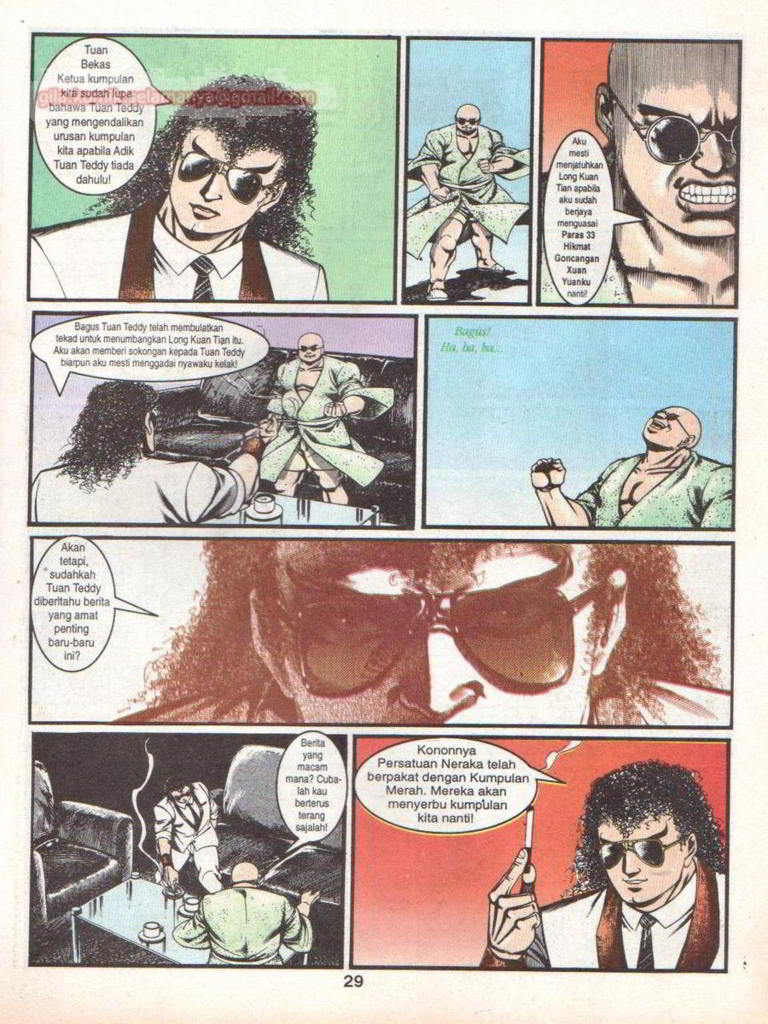 Tuan
Bekas
Ketua kumpulan
kita sudah lupa
bahawa Tuan Teddy
yang mengendalikan
urusan kumpulan
kita apabila Adik
Tuan Teddy tiada
dahulu!
Aku
mesti
menjatuhkan
Long Kuan
Tian apabila
aku sudah
berjaya
menguasai
Paras 33
Hikmat
Goncangan
Xuan
Yuanku
nanti!
Bagus Tuan Teddy telah membulatkan
tekad untuk menumbangkan Long Kuan Tian itu.
Aku akan memberi sokongan kepada Tuan Teddy
biarpun aku mesti menggadai nyawaku kelak!
Bagus!
Ha, ha, ha...
Akan
tetapi,
sudahkah
Tuan Teddy
diberitahu berita
yang amat
penting
baru-baru
ini?
Berita
yang
macam
mana? Cuba-
lah kau
berterus
terang
sajalah!
Kononnya
Persatuan Neraka telah
berpakat dengan Kumpulan
Merah. Mereka akan
menyerbu kumpulan
kita nanti!
29